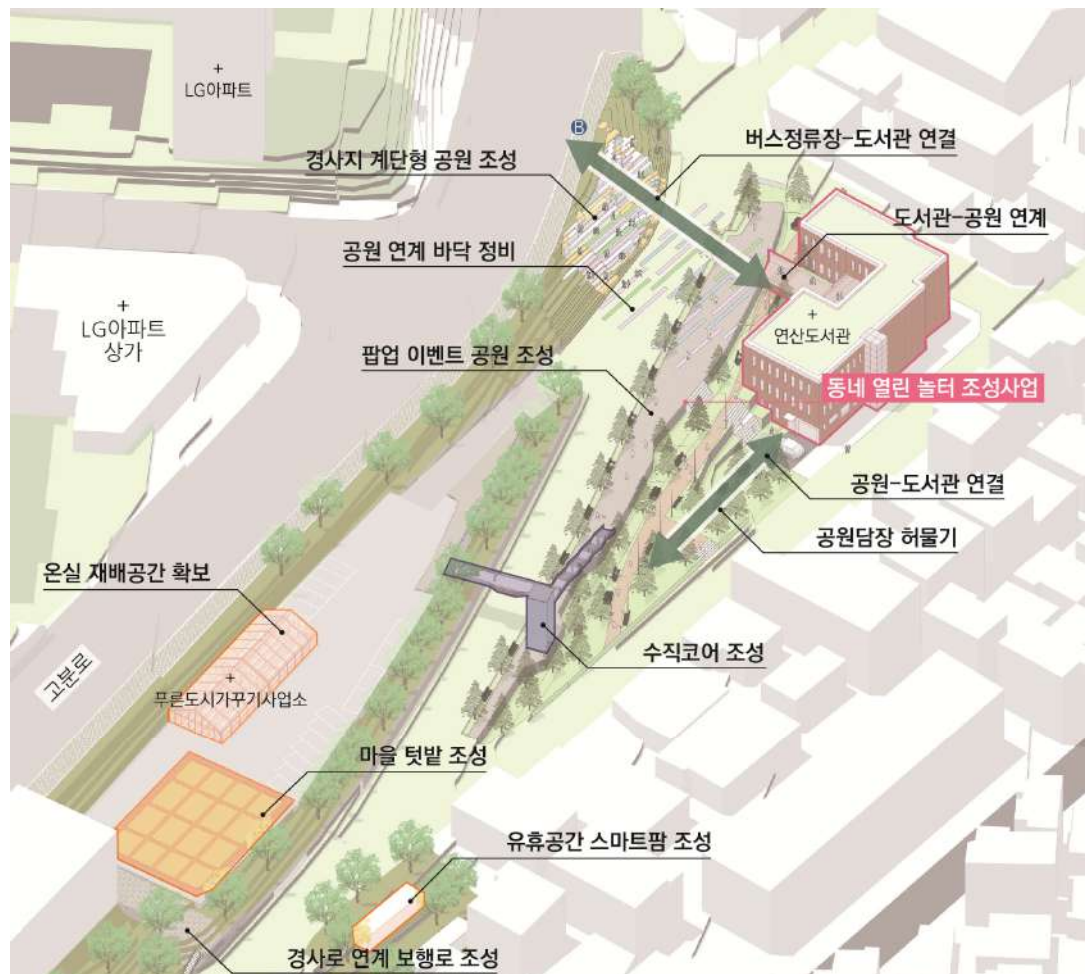 LG아파트
B
버스정류장-도서관 연결
경사지 계단형 공원 조성
도서관-공원 연계
공원 연계 바닥 정비
LG아파트
상가
연산도서관
팝업 이벤트 공원 조성
동네 열린 놀터 조성사업
공원-도서관 연결
공원담장 허물기
온실 재배공간 확보
수직코어 조성
고분로
푸른도시가꾸기사업소
마을 텃밭 조성
유휴공간 스마트팜 조성
경사로 연계 보행로 조성